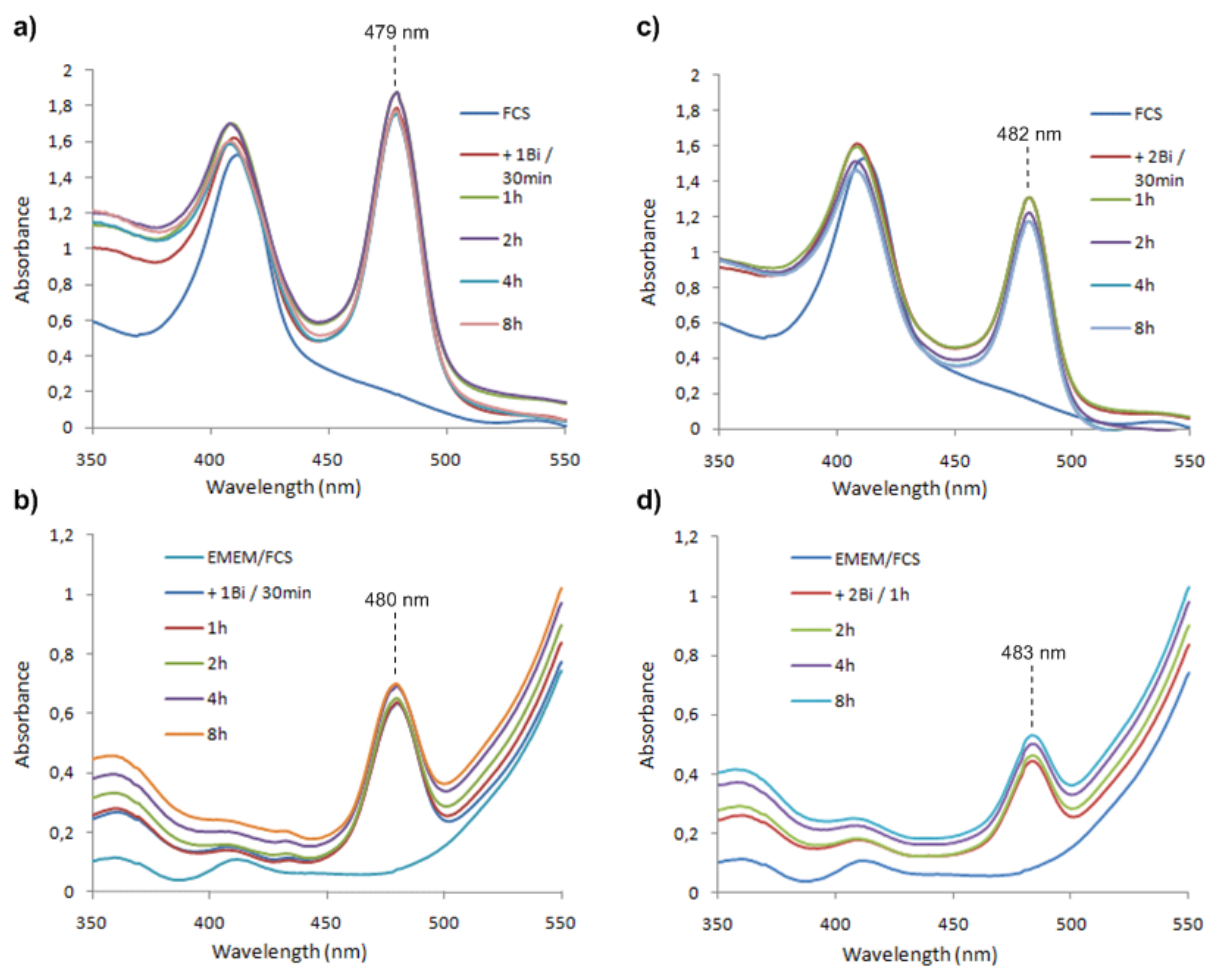 a)
479 nm
2
1,8
1,6
1,4
1,2
1
0,8
0,6
0,4
0,2
0
Absorbance
350
400
450
500
550
Wavelength (nm)
FCS
+ 1Bi /
30min
1h
2h
4h
8h
c)
482 nm
2
1,8
1,6
1,4
1,2
1
0,8
0,6
0,4
0,2
0
Absorbance
350
400
450
500
550
Wavelength (nm)
FCS
+ 2Bi /
30min
1h
2h
4h
8h
b)
480 nm
1,2
1
0,8
0,6
0,4
0,2
0
Absorbance
350
400
450
500
550
Wavelength (nm)
EMEM/FCS
+ 1Bi / 30min
1h
2h
4h
8h
d)
483 nm
1,2
1
0,8
0,6
0,4
0,2
0
Absorbance
350
400
450
500
550
Wavelength (nm)
EMEM/FCS
+ 2Bi / 1h
2h
4h
8h